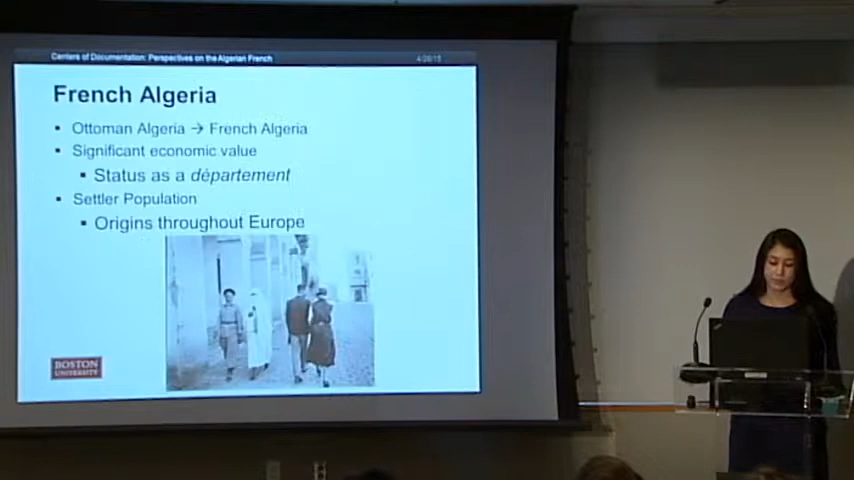 Centers of Documentation: Perspectives on the Algerian French
4/26/15
French Algeria
▪ Ottoman Algeria → French Algeria
▪ Significant economic value
▪ Status as a département
▪ Settler Population
▪ Origins throughout Europe
BOSTON
UNIVERSITY